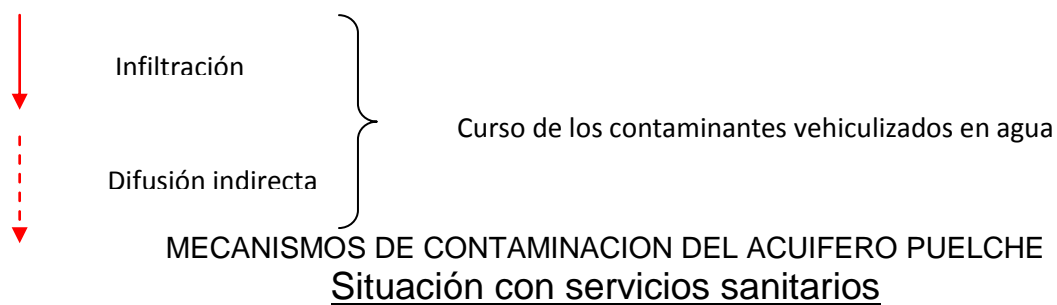 Infiltración
Curso de los contaminantes vehiculizados en agua
Difusión indirecta
MECANISMOS DE CONTAMINACION DEL ACUIFERO PUELCHE
Situación con servicios sanitarios